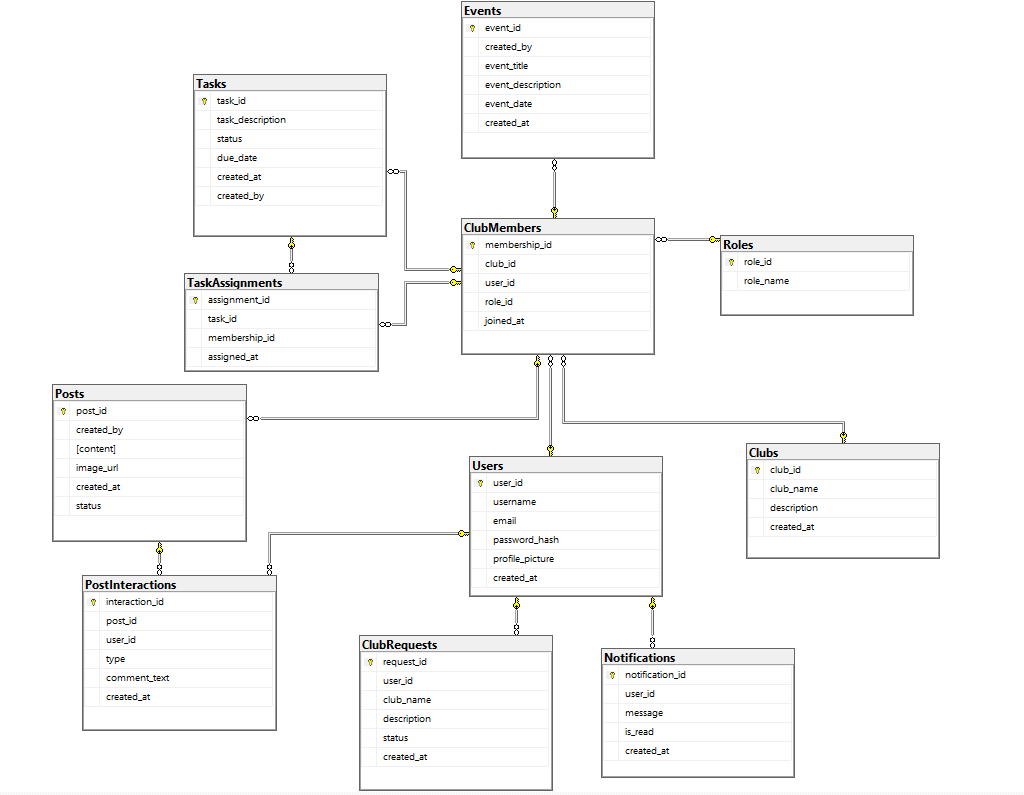 Events
event_id
created_by
event_title
event_description
event_date
created_at
Tasks
task_id
task_description
status
due_date
created_at
created_by
ClubMembers
membership_id
club_id
user_id
role_id
joined_at
Roles
role_id
role_name
TaskAssignments
assignment_id
task_id
membership_id
assigned_at
Posts
post_id
created_by
[content]
image_url
created_at
status
Users
user_id
username
email
password_hash
profile_picture
created_at
Clubs
club_id
club_name
description
created_at
PostInteractions
interaction_id
post_id
user_id
type
comment_text
created_at
ClubRequests
request_id
user_id
club_name
description
status
created_at
Notifications
notification_id
user_id
message
is_read
created_at